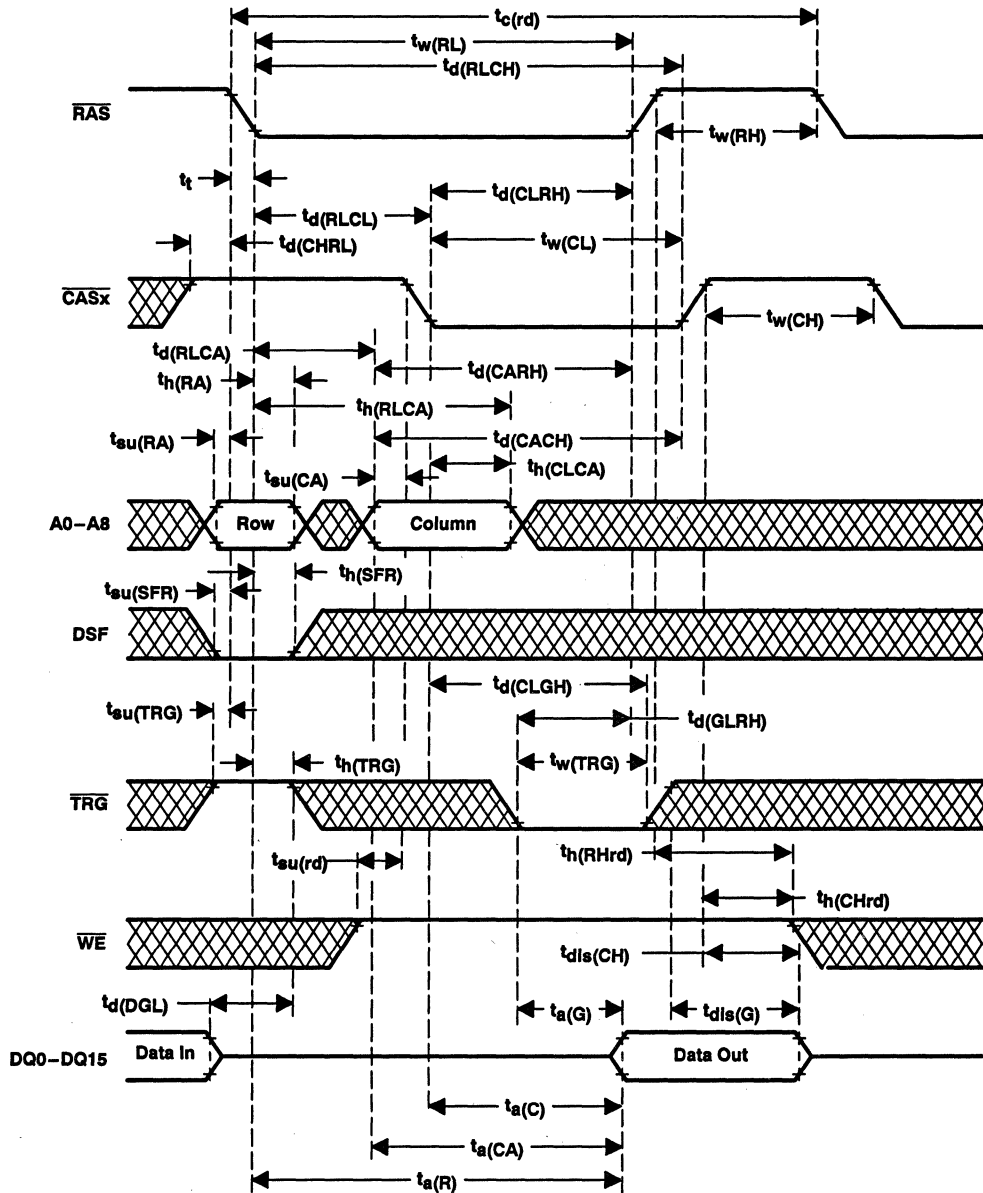 tc(rd)
tw(RL)
td(RLCH)
RAS
tw(RH)
tt
td(CLRH)
td(RLCL)
tw(CL)
td(CHRL)
CASx
tw(CH)
td(RLCA)
td(CARH)
th(RA)
th(RLCA)
tsu(RA)
td(CACH)
th(CLCA)
tsu(CA)
A0–A8
Row
Column
th(SFR)
tsu(SFR)
DSF
td(CLGH)
tsu(TRG)
td(GLRH)
th(TRG)
tw(TRG)
TRG
tsu(rd)
th(RHrd)
th(CHrd)
WE
tdis(CH)
td(DGL)
ta(G)
tdis(G)
DQ0–DQ15
Data In
Data Out
ta(C)
ta(CA)
ta(R)